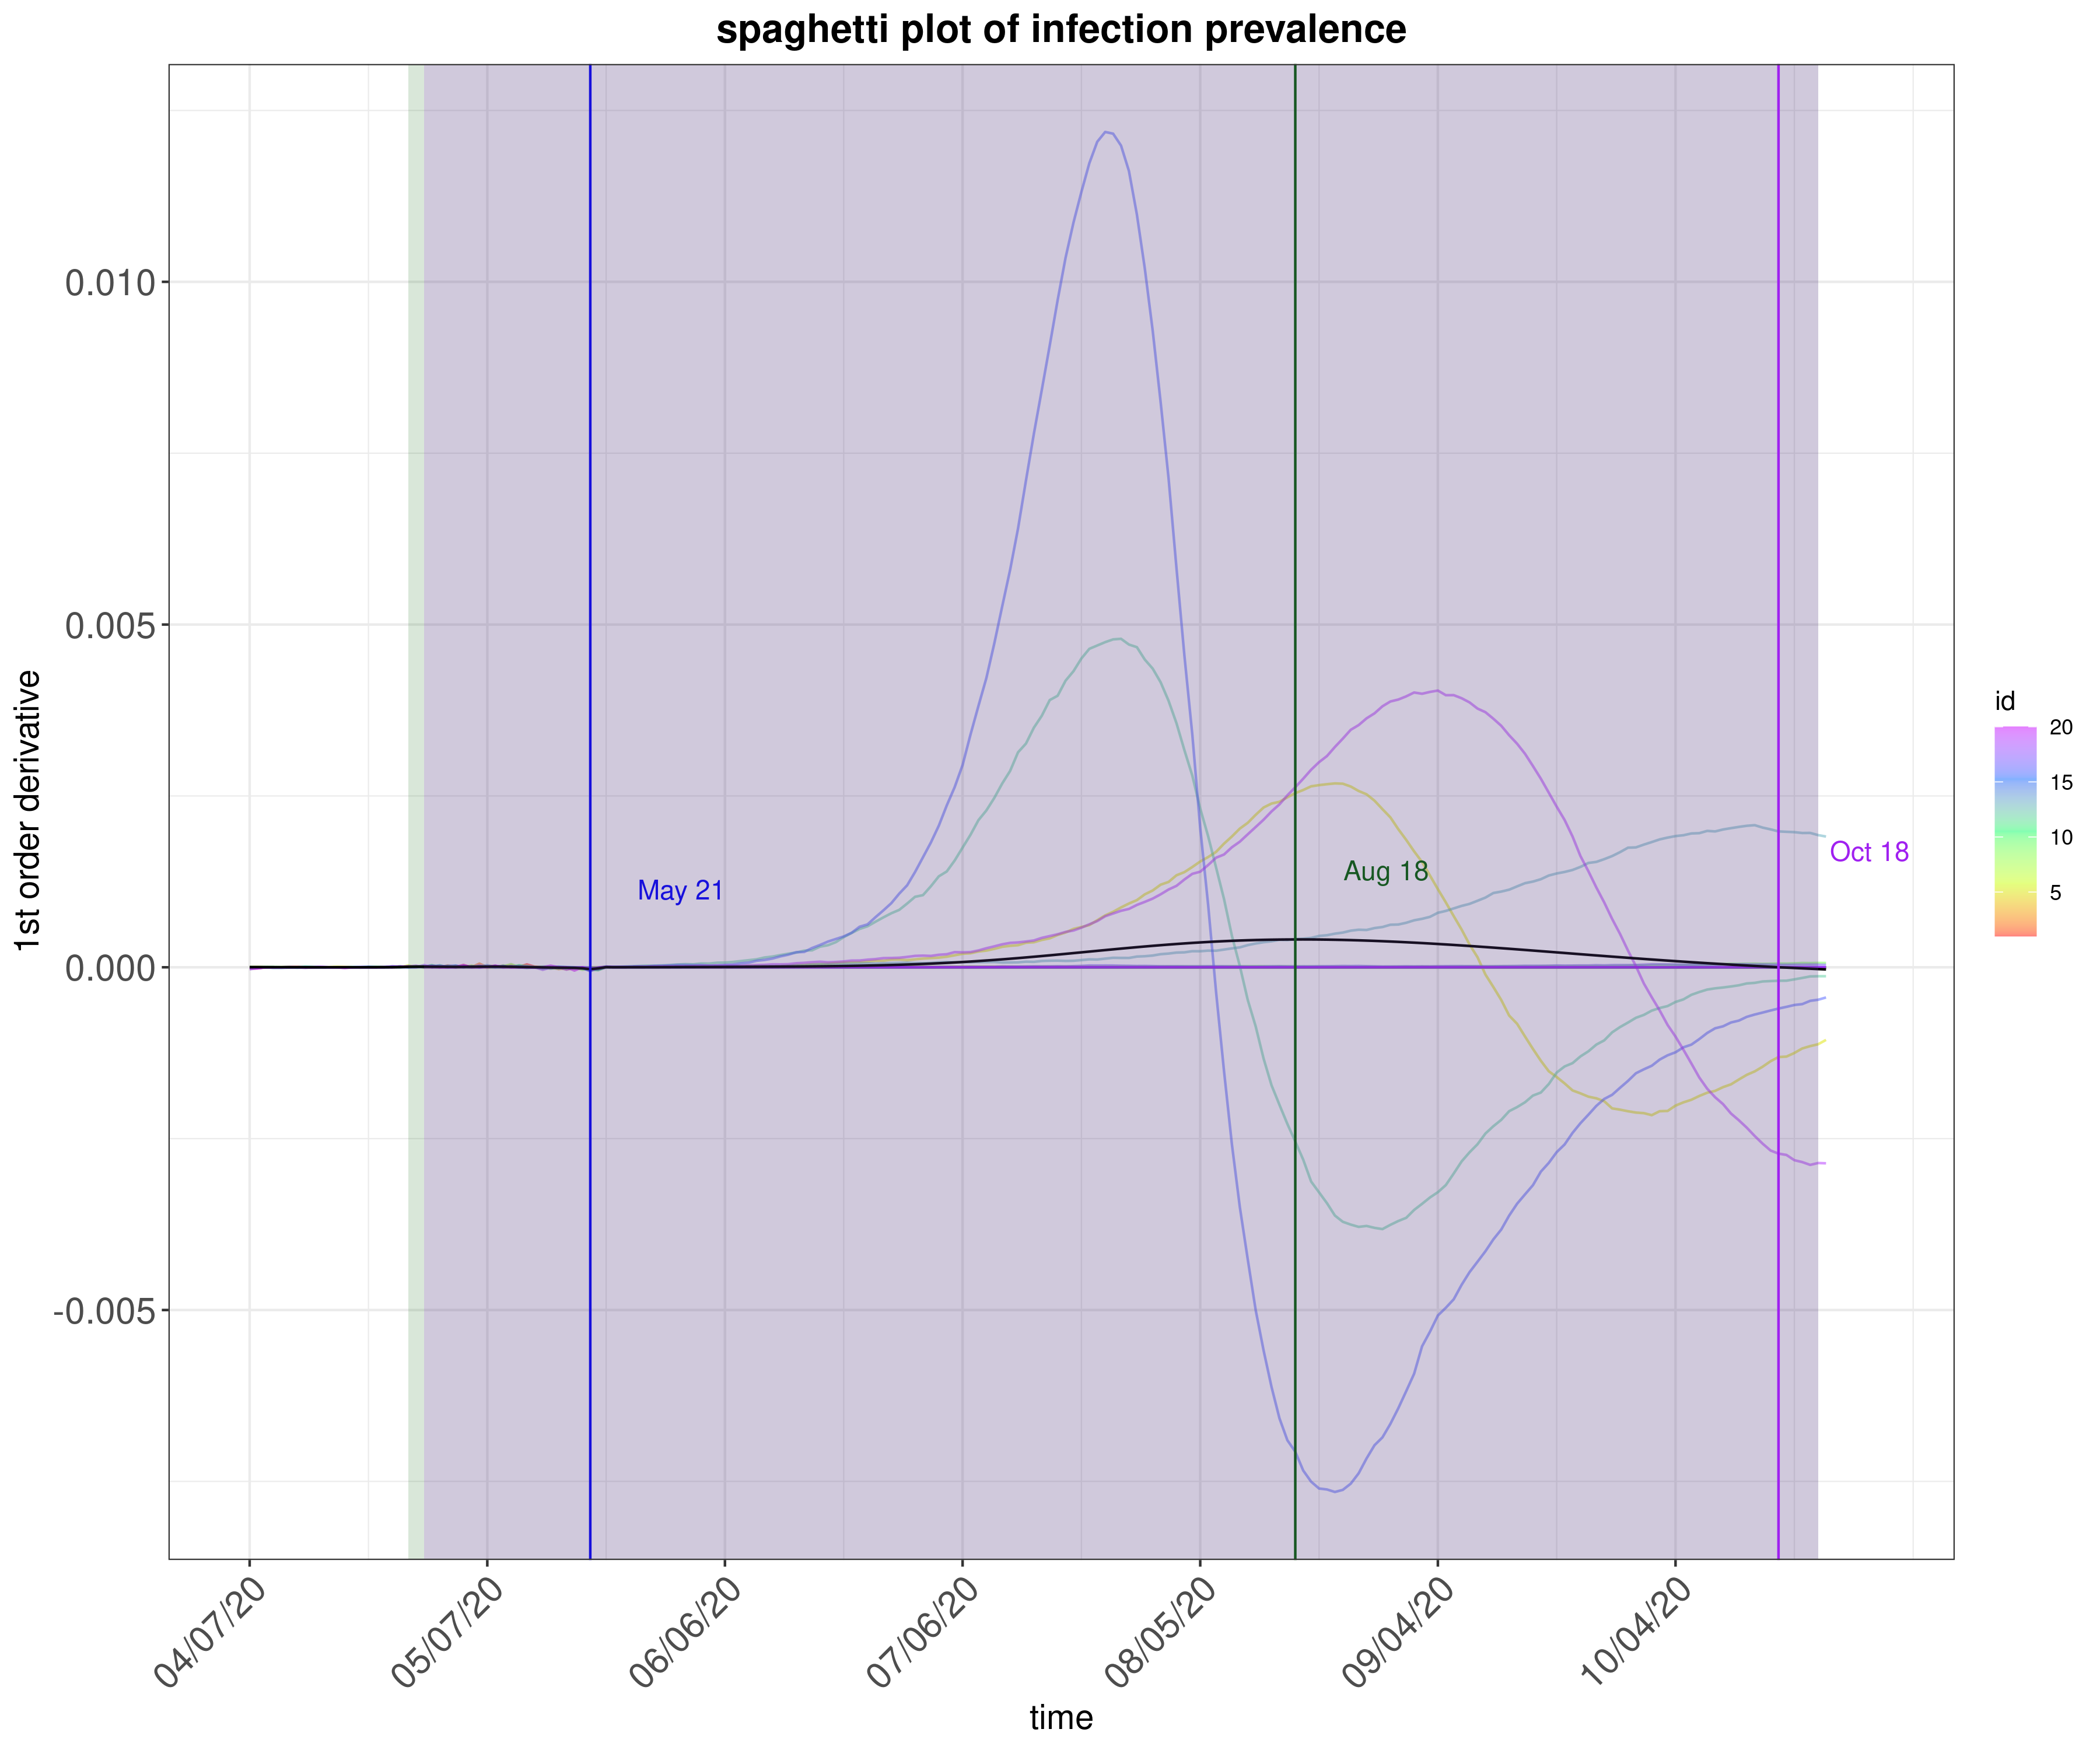 spaghetti plot of infection prevalence
1st order derivative
0.010
0.005
0.000
-0.005
May 21
Aug 18
Oct 18
04/07/20
05/07/20
06/06/20
07/06/20
08/05/20
09/04/20
10/04/20
time
id
20
15
10
5